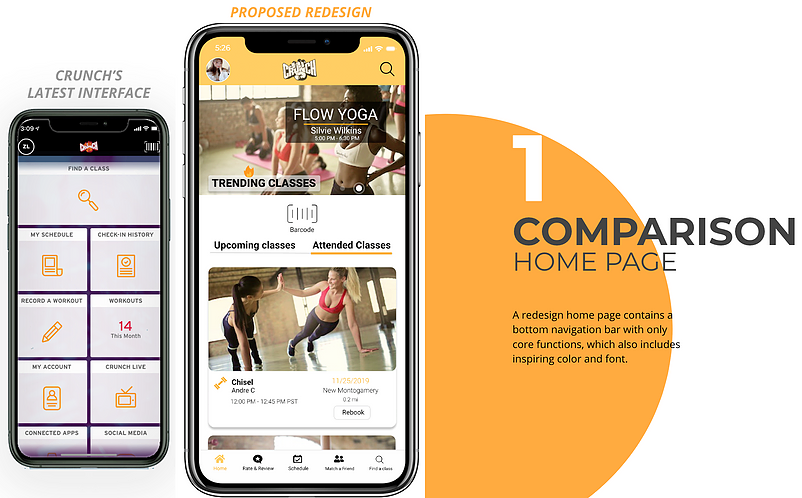 PROPOSED REDESIGN
CRUNCH'S
LATEST INTERFACE
3:09
ZL
CRUNCH
FIND A CLASS
MY SCHEDULE
CHECK-IN HISTORY
RECORD A WORKOUT
WORKOUTS
14
This Month
MY ACCOUNT
CRUNCH LIVE
CONNECTED APPS
SOCIAL MEDIA
5:26
CRUNCH
FLOW YOGA
Silvie Wilkins
5:00 PM - 6:30 PM
TRENDING CLASSES
Barcode
Upcoming classes
Attended Classes
Chisel
Andre C
12:00 PM - 12:45 PM PST
11/25/2019
New Montogamery
0.2 mi
Rebook
Home
Rate & Review
Schedule
Match a Friend
Find a class
1
COMPARISON
HOME PAGE
A redesign home page contains a
bottom navigation bar with only
core functions, which also includes
inspiring color and font.